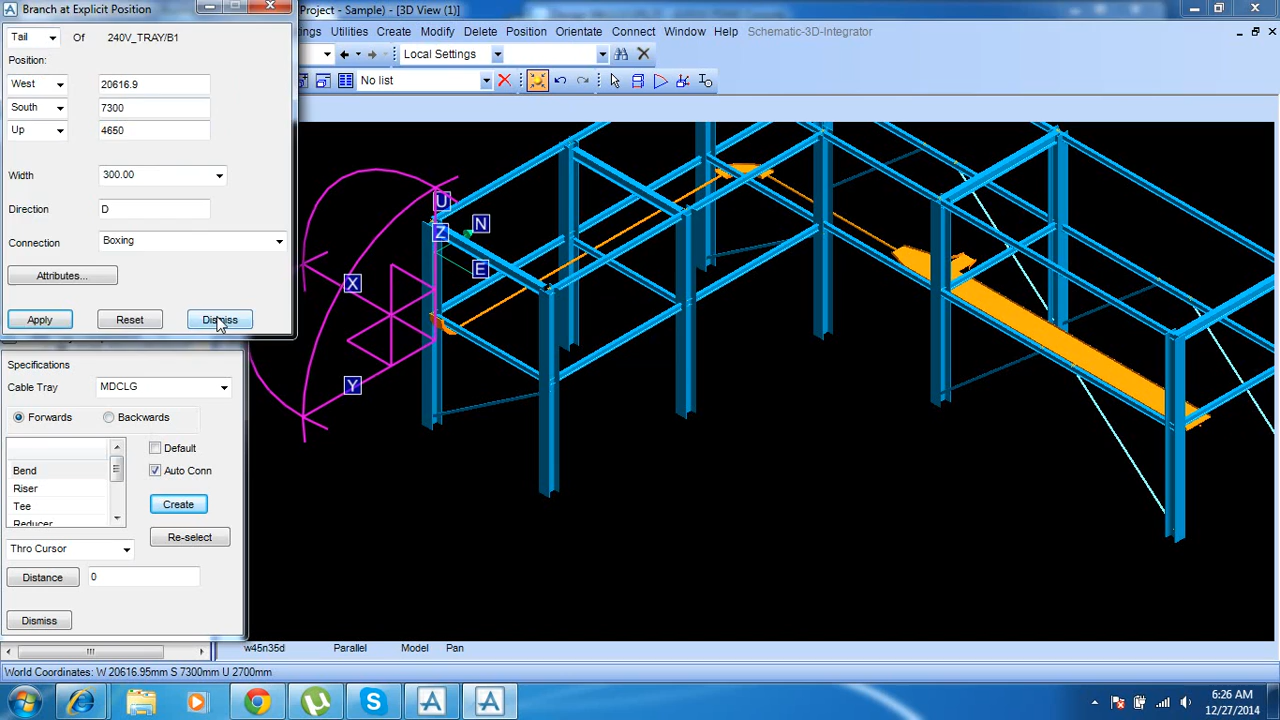 Branch at Explicit Position
Project - Sample) - [3D View (1)]
Tail Of 240V_TRAY/B1
Position:
West 20616.9
South 7300
Up 4650
Width 300.00
Direction D
Connection Boxing
Attributes...
Apply Reset Dismiss
ngs Utilities Create Modify Delete Position Orientate Connect Window Help Schematic-3D-Integrator
Local Settings
No list
U
Z
N
E
X
Y
Specifications
Cable Tray MDCLG
Forwards Backwards
Bend
Riser
Tee
Reducer
Default
Auto Conn
Create
Re-select
Thro Cursor
Distance 0
Dismiss
w45n35d Parallel Model Pan
World Coordinates: W 20616.95mm S 7300mm U 2700mm
6:26 AM
12/27/2014